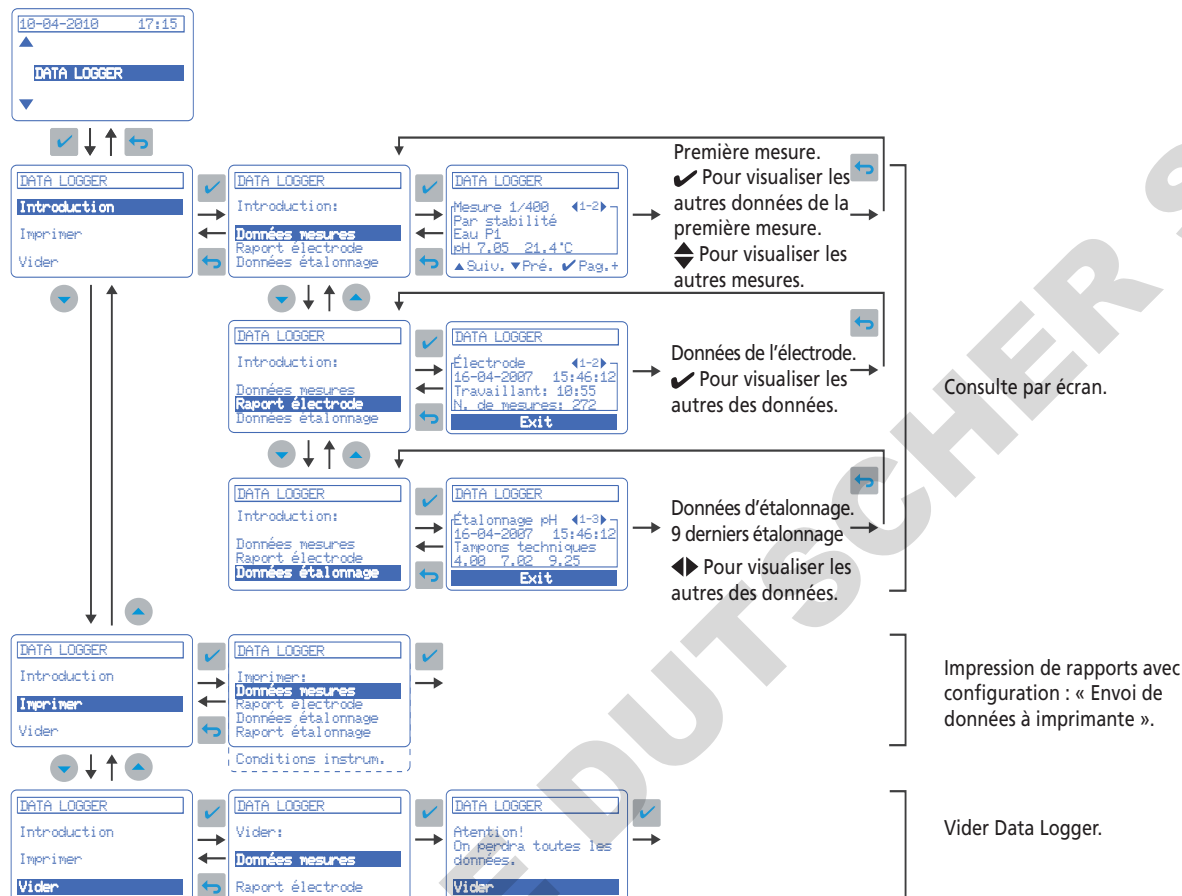 10-04-2010 17:15
DATA LOGGER
DATA LOGGER
Introduction
Imprimer
Vider
DATA LOGGER
Introduction:
Données mesures
Raport électrode
Données étalonnage
DATA LOGGER
Mesure 1/400 1-2
Par stabilité
Eau P1
pH 7.05 21.4°C
Suiv. Pré. Pag.+
Première mesure.
Pour visualiser les
autres données de la
première mesure.
Pour visualiser les
autres mesures.
DATA LOGGER
Introduction:
Données mesures
Raport électrode
Données étalonnage
DATA LOGGER
Électrode 1-2
16-04-2007 15:46:12
Travaillant: 10:55
N. de mesures: 272
Exit
Données de l'électrode.
Pour visualiser les
autres des données.
Consulte par écran.
DATA LOGGER
Introduction:
Données mesures
Raport électrode
Données étalonnage
DATA LOGGER
Étalonnage pH 1-3
16-04-2007 15:46:12
Tampons techniques
4.00 7.02 9.25
Exit
Données d'étalonnage.
9 derniers étalonnage
Pour visualiser les
autres des données.
DATA LOGGER
Introduction
Imprimer
Vider
DATA LOGGER
Imprimer:
Données mesures
Raport électrode
Données étalonnage
Raport étalonnage
Conditions instrum.
Impression de rapports avec
configuration : « Envoi de
données à imprimante ».
DATA LOGGER
Introduction
Imprimer
Vider
DATA LOGGER
Vider:
Données mesures
Raport électrode
DATA LOGGER
Atention!
On perdra toutes les
données.
Vider
Vider Data Logger.
E DUTSCHER S